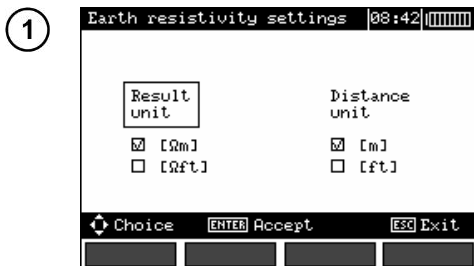 1
Earth resistivity settings 08:42
Result unit
Distance unit
☑ [Ωm]
☐ [Ωft]
☑ [m]
☐ [ft]
Choice ENTER Accept ESC Exit